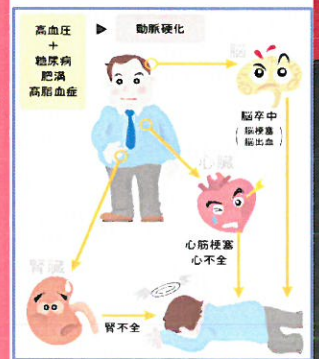 高血圧
+
糖尿病
肥満
高脂血症
動脈硬化
脳
脳卒中
(脳梗塞
脳出血)
心臓
心筋梗塞
心不全
腎臓
腎不全